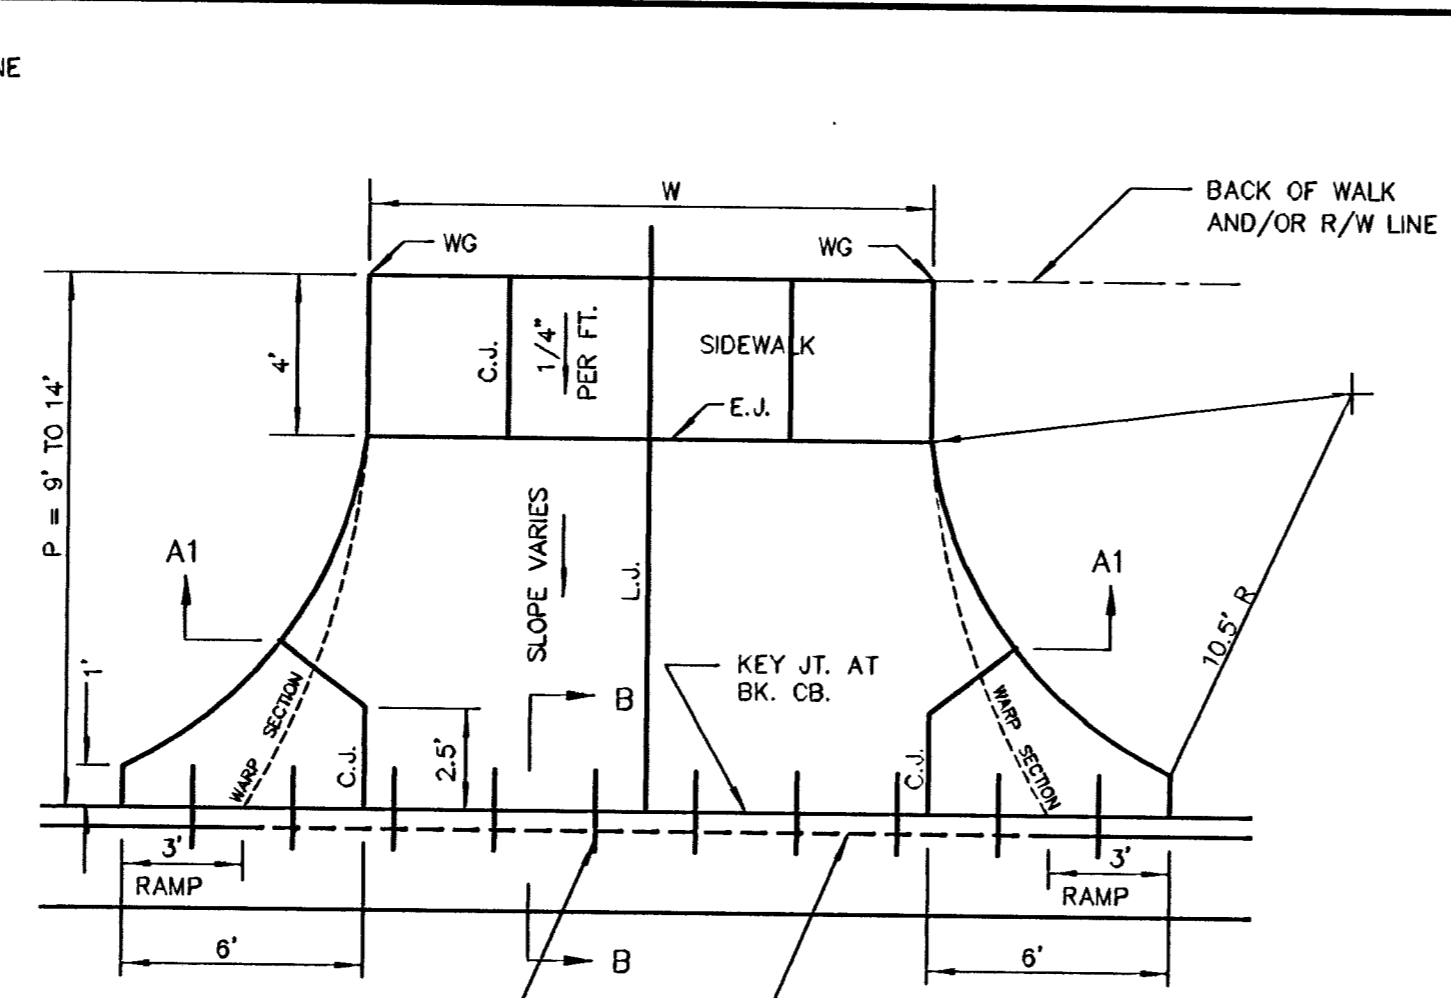 NE
W
BACK OF WALK
AND/OR R/W LINE
WG
WG
4'
C.J.
1/4"
PER FT.
SIDEWALK
E.J.
P = 9' TO 14'
A1
SLOPE VARIES
L.J.
A1
10.5' R
1'
WARP SECTION
KEY JT. AT
BK. CB.
B
WARP SECTION
C.J.
2.5'
C.J.
3'
RAMP
3'
RAMP
6'
B
6'